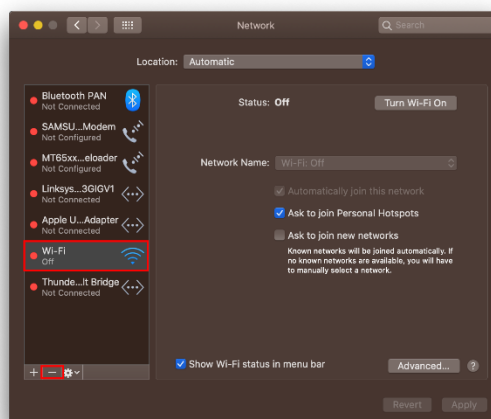 Network
Search
Location: Automatic
Bluetooth PAN
Not Connected
SAMSU...Modem
Not Configured
MT65xx...eloader
Not Configured
Linksys...3GIGV1
Not Connected
Apple U...Adapter
Not Connected
Wi-Fi
Off
Thunde...lt Bridge
Not Connected
Status: Off
Turn Wi-Fi On
Network Name: Wi-Fi: Off
Automatically join this network
Ask to join Personal Hotspots
Ask to join new networks
Known networks will be joined automatically. If
no known networks are available, you will have
to manually select a network.
Show Wi-Fi status in menu bar
Advanced...
?
Revert
Apply